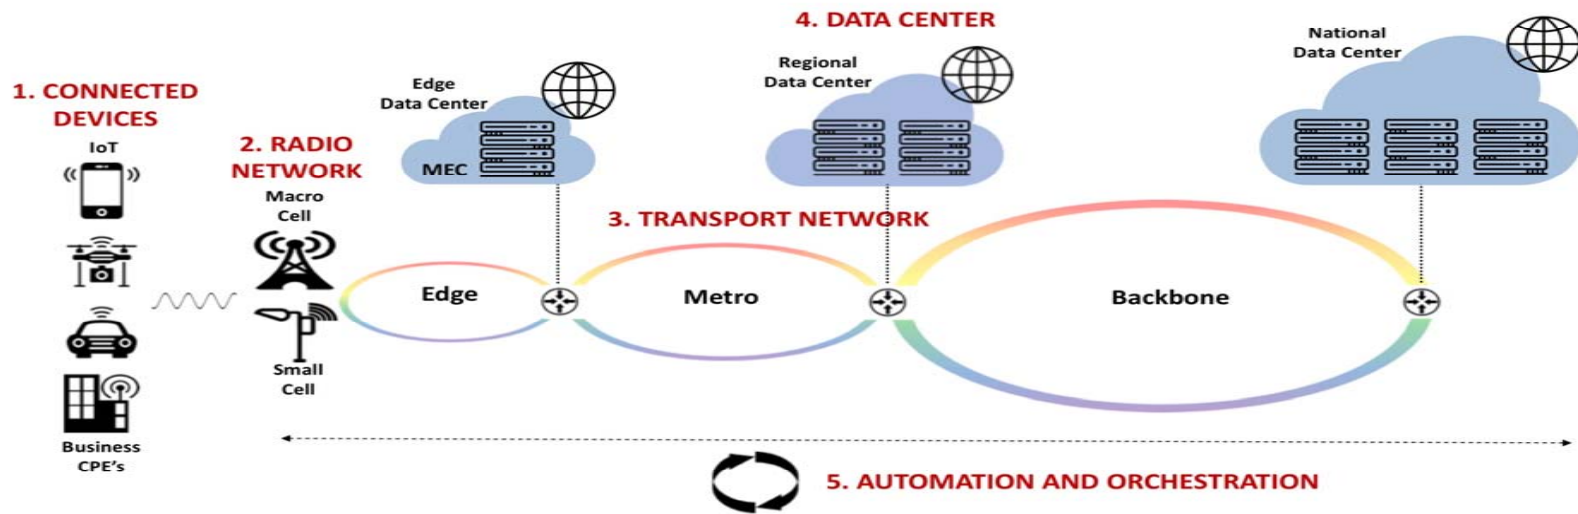 1. CONNECTED
DEVICES
IoT
Business
CPE's
2. RADIO
NETWORK
Macro
Cell
Small
Cell
Edge
Data Center
MEC
3. TRANSPORT NETWORK
Edge
Metro
Backbone
4. DATA CENTER
Regional
Data Center
National
Data Center
5. AUTOMATION AND ORCHESTRATION